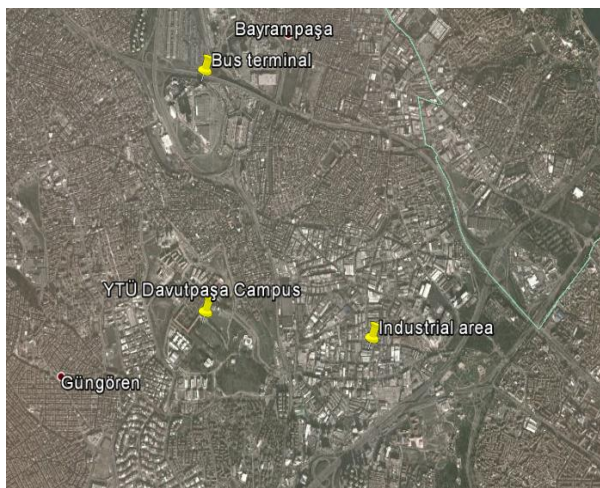 Bayrampaşa
Bus terminal
YTÜ Davutpaşa Campus
Industrial area
Güngören